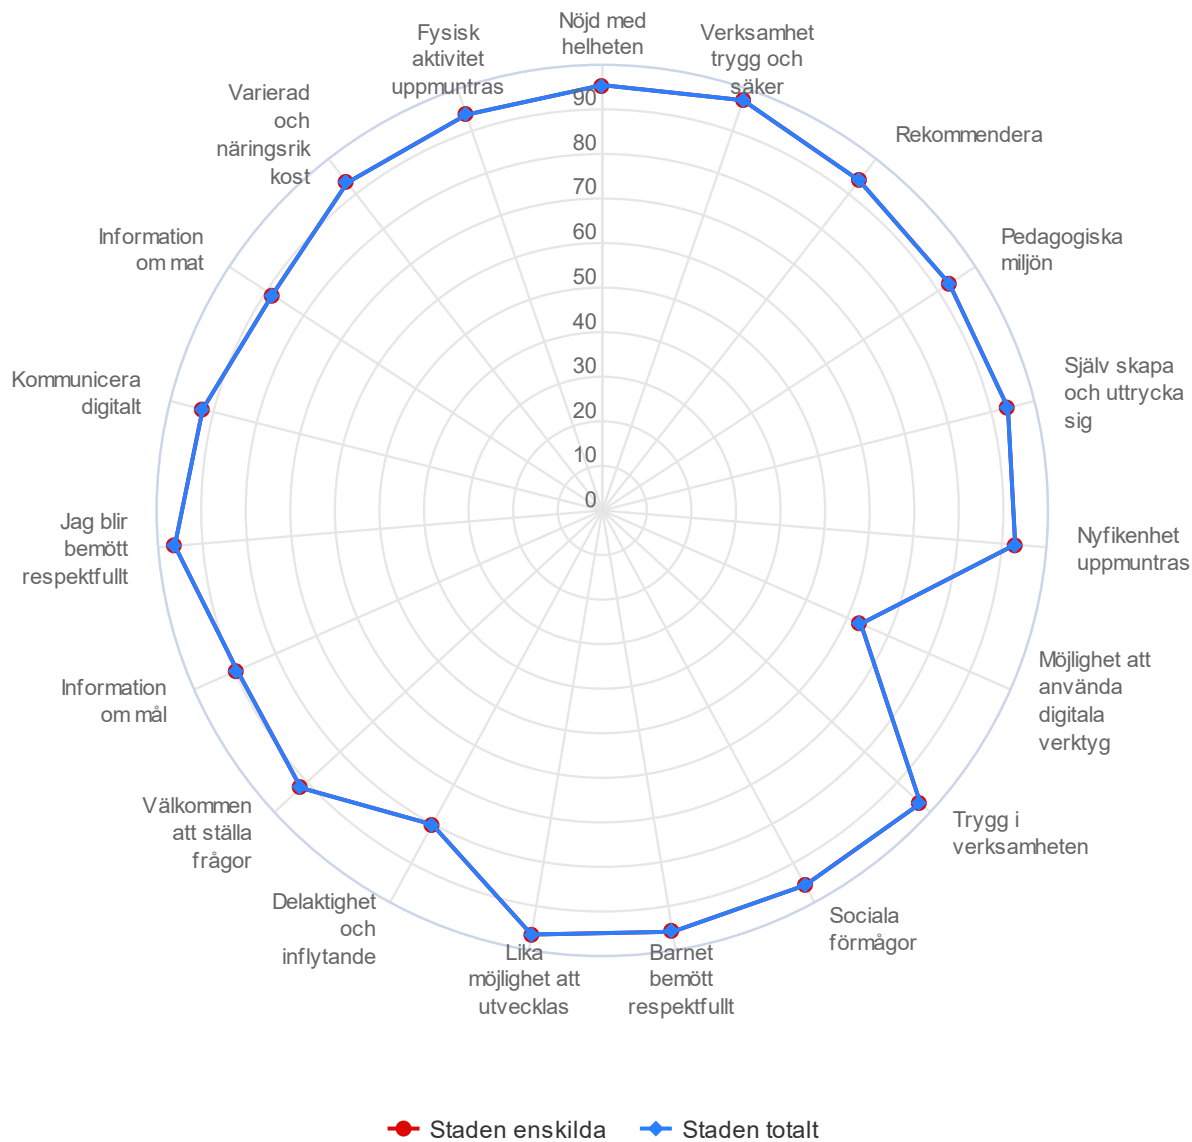 Nöjd med
helheten
Verksamhet
trygg och
säker
Rekommendera
Pedagogiska
miljön
Själv skapa
och uttrycka
sig
Nyfikenhet
uppmuntras
Möjlighet att
använda
digitala
verktyg
Trygg i
verksamheten
Sociala
förmågor
Barnet
bemött
respektfullt
Lika
möjlighet att
utvecklas
Delaktighet
och
inflytande
Välkommen
att ställa
frågor
Information
om mål
Jag blir
bemött
respektfullt
Kommunicera
digitalt
Information
om mat
Varierad
och
näringsrik
kost
Fysisk
aktivitet
uppmuntras
90
80
70
60
50
40
30
20
10
0
Staden enskilda
Staden totalt